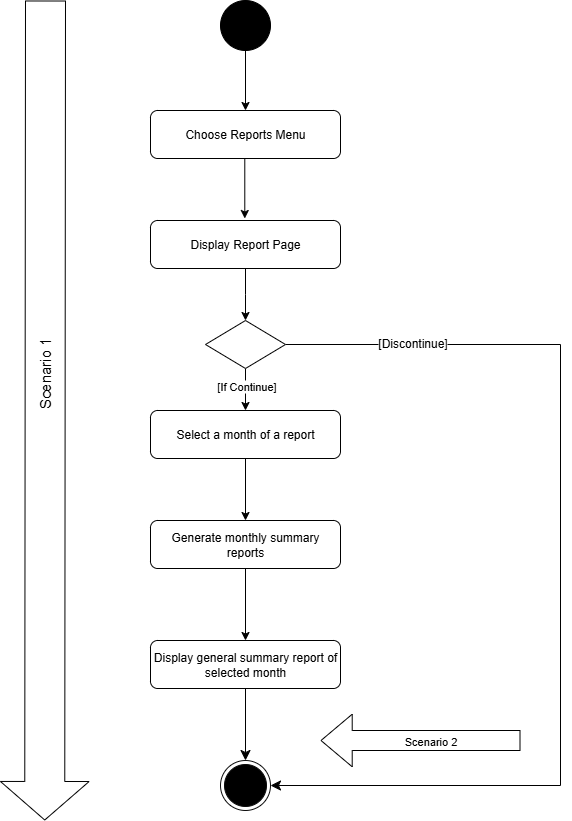 Choose Reports Menu
Display Report Page
Scenario 1
[Discontinue]
[If Continue]
Select a month of a report
Generate monthly summary
reports
Display general summary report of
selected month
Scenario 2